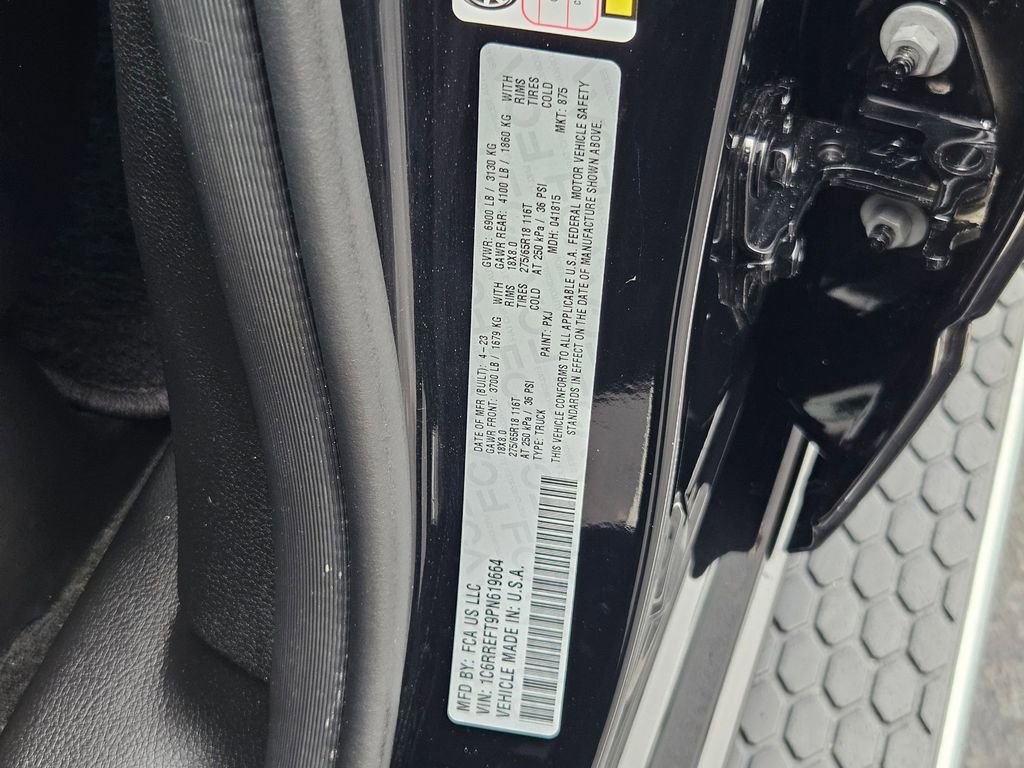 MFD BY: FCA US LLC
VIN: 1C6RREFT9PN619664
VEHICLE MADE IN: U.S.A.
DATE OF MFR (BUILT): 4-23 GVWR: 6900 LB / 3130 KG
GAWR FRONT: 3700 LB / 1679 KG WITH GAWR REAR: 4100 LB / 1860 KG WITH
18X8.0 RIMS 18X8.0 RIMS
275/65R18 116T TIRES 275/65R18 116T TIRES
AT 250 kPa / 36 PSI COLD AT 250 kPa / 36 PSI COLD
TYPE: TRUCK PAINT: PXJ MDH: 041815 MKT: 875
THIS VEHICLE CONFORMS TO ALL APPLICABLE U.S.A. FEDERAL MOTOR VEHICLE SAFETY
STANDARDS IN EFFECT ON THE DATE OF MANUFACTURE SHOWN ABOVE.